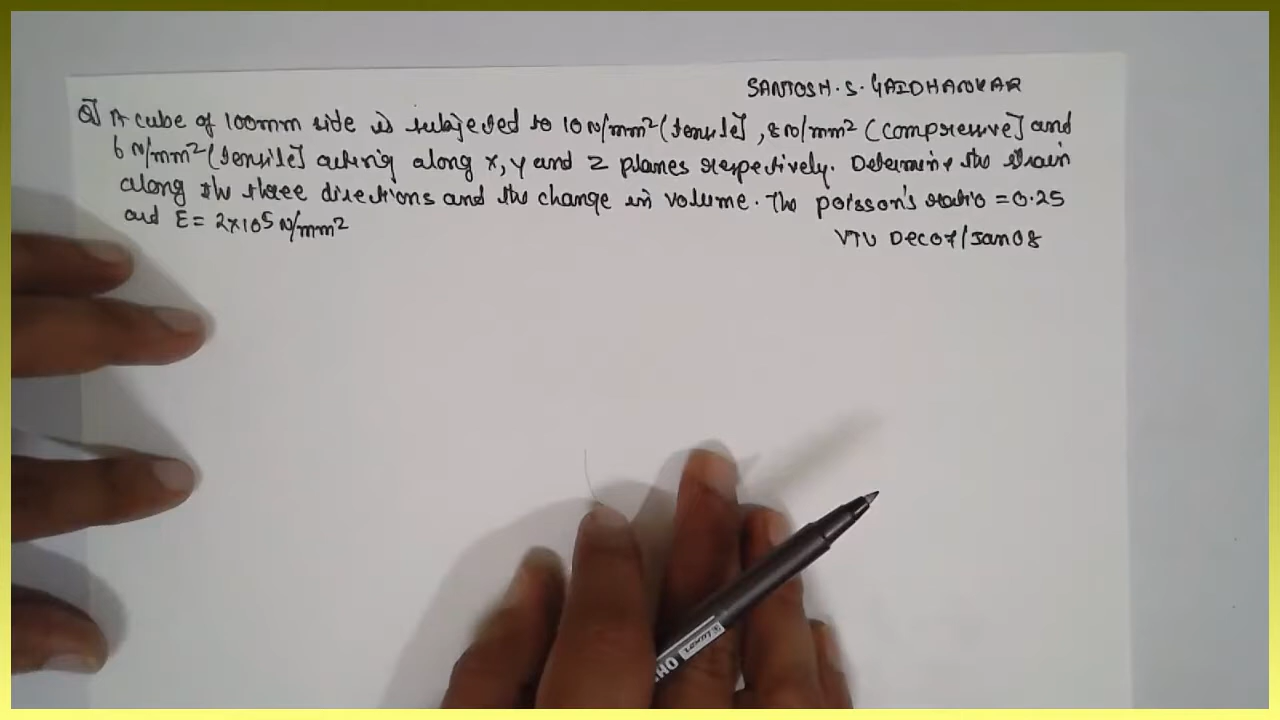 SANTOSH.S.GAIDHANKAR
Q] A cube of 100mm side is subjected to 10 N/mm² (tensile], 8 N/mm² (compressive] and
6 N/mm² (tensile] acting along x, y and z planes respectively. Determine the strain
along the three directions and the change in volume. The poisson's ratio = 0.25
and E = 2x10⁵ N/mm²
VTU Dec07/Jan08
OH
Luxor